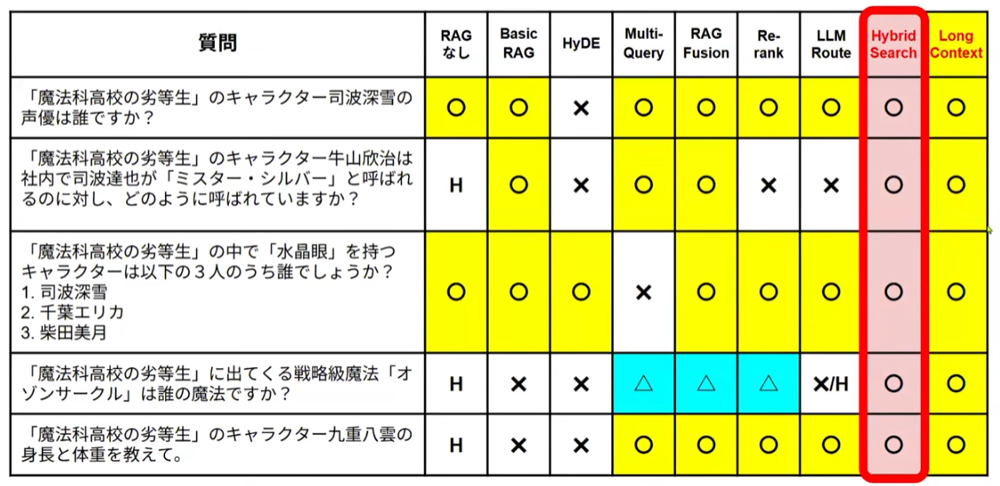 質問 RAG なし Basic RAG HyDE Multi-Query RAG Fusion Re-rank LLM Route Hybrid Search Long Context
「魔法科高校の劣等生」のキャラクター司波深雪の
声優は誰ですか？ 〇 〇 × 〇 〇 〇 〇 〇 〇
「魔法科高校の劣等生」のキャラクター牛山欣治は
社内で司波達也が「ミスター・シルバー」と呼ばれ
るのに対し、どのように呼ばれていますか？ H 〇 × 〇 〇 × × 〇 〇
「魔法科高校の劣等生」の中で「水晶眼」を持つ
キャラクターは以下の３人のうち誰でしょうか？
1. 司波深雪
2. 千葉エリカ
3. 柴田美月 〇 〇 〇 × 〇 〇 〇 〇 〇
「魔法科高校の劣等生」に出てくる戦略級魔法「オ
ゾンサークル」は誰の魔法ですか？ H × × △ △ △ ×/H 〇 〇
「魔法科高校の劣等生」のキャラクター九重八雲の
身長と体重を教えて。 H × × 〇 〇 〇 〇 〇 〇